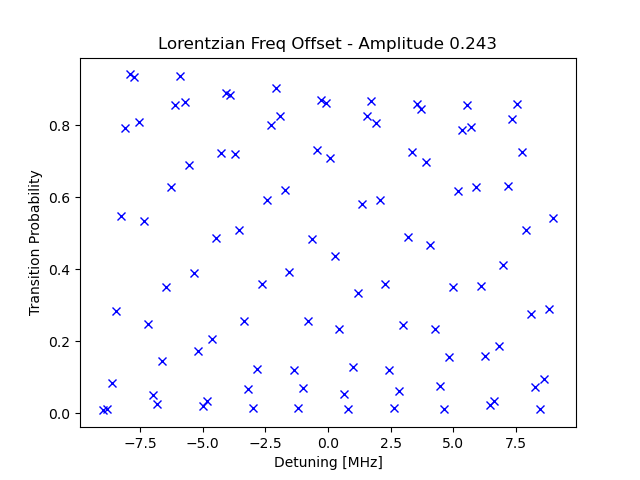 Lorentzian Freq Offset - Amplitude 0.243
Transition Probability
0.8
0.6
0.4
0.2
0.0
−7.5 −5.0 −2.5 0.0 2.5 5.0 7.5
Detuning [MHz]